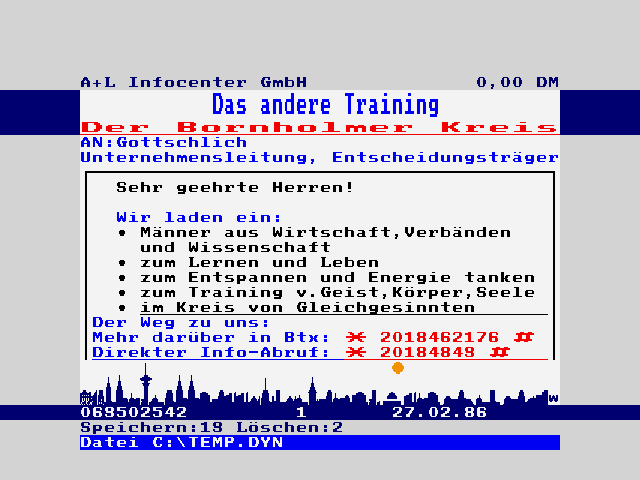 A+L Infocenter GmbH 0,00 DM
Das andere Training
Der Bornholmer Kreis
AN:Gottschlich
Unternehmensleitung, Entscheidungsträger
Sehr geehrte Herren!
Wir laden ein:
• Männer aus Wirtschaft,Verbänden
und Wissenschaft
• zum Lernen und Leben
• zum Entspannen und Energie tanken
• zum Training v.Geist,Körper,Seele
• im Kreis von Gleichgesinnten
Der Weg zu uns:
Mehr darüber in Btx: * 2018462176 #
Direkter Info-Abruf: * 20184848 #
068502542 1 27.02.86
Speichern:18 Löschen:2
Datei C:\TEMP.DYN